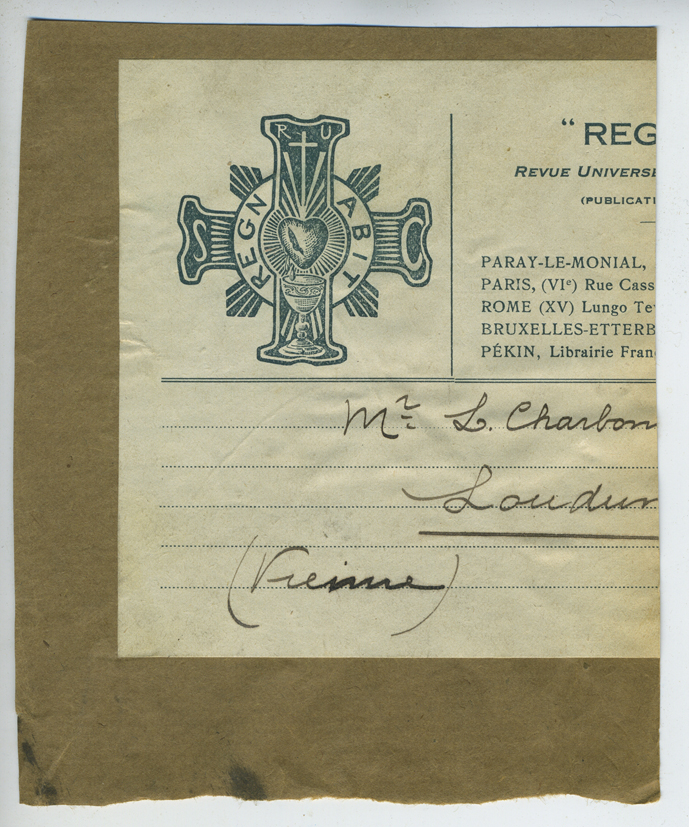 R U
REGN ABIT
S C
“REG
REVUE UNIVERSE
(PUBLICATI
PARAY-LE-MONIAL,
PARIS, (VIᵉ) Rue Cass
ROME (XV) Lungo Te
BRUXELLES-ETTERB
PÉKIN, Librairie Fran
Mr L. Charbon
Loudun
(Vienne)